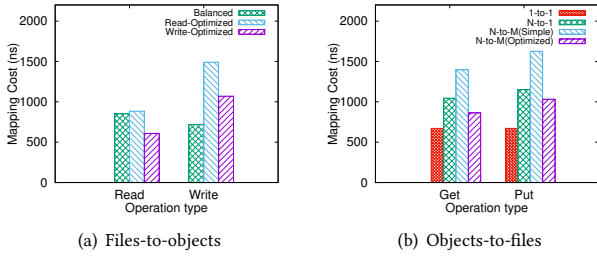 Mapping Cost (ns)
2000
1500
1000
500
0
Balanced
Read-Optimized
Write-Optimized
Read
Write
Operation type
(a) Files-to-objects
Mapping Cost (ns)
2000
1500
1000
500
0
1-to-1
N-to-1
N-to-M(Simple)
N-to-M(Optimized)
Get
Put
Operation type
(b) Objects-to-files